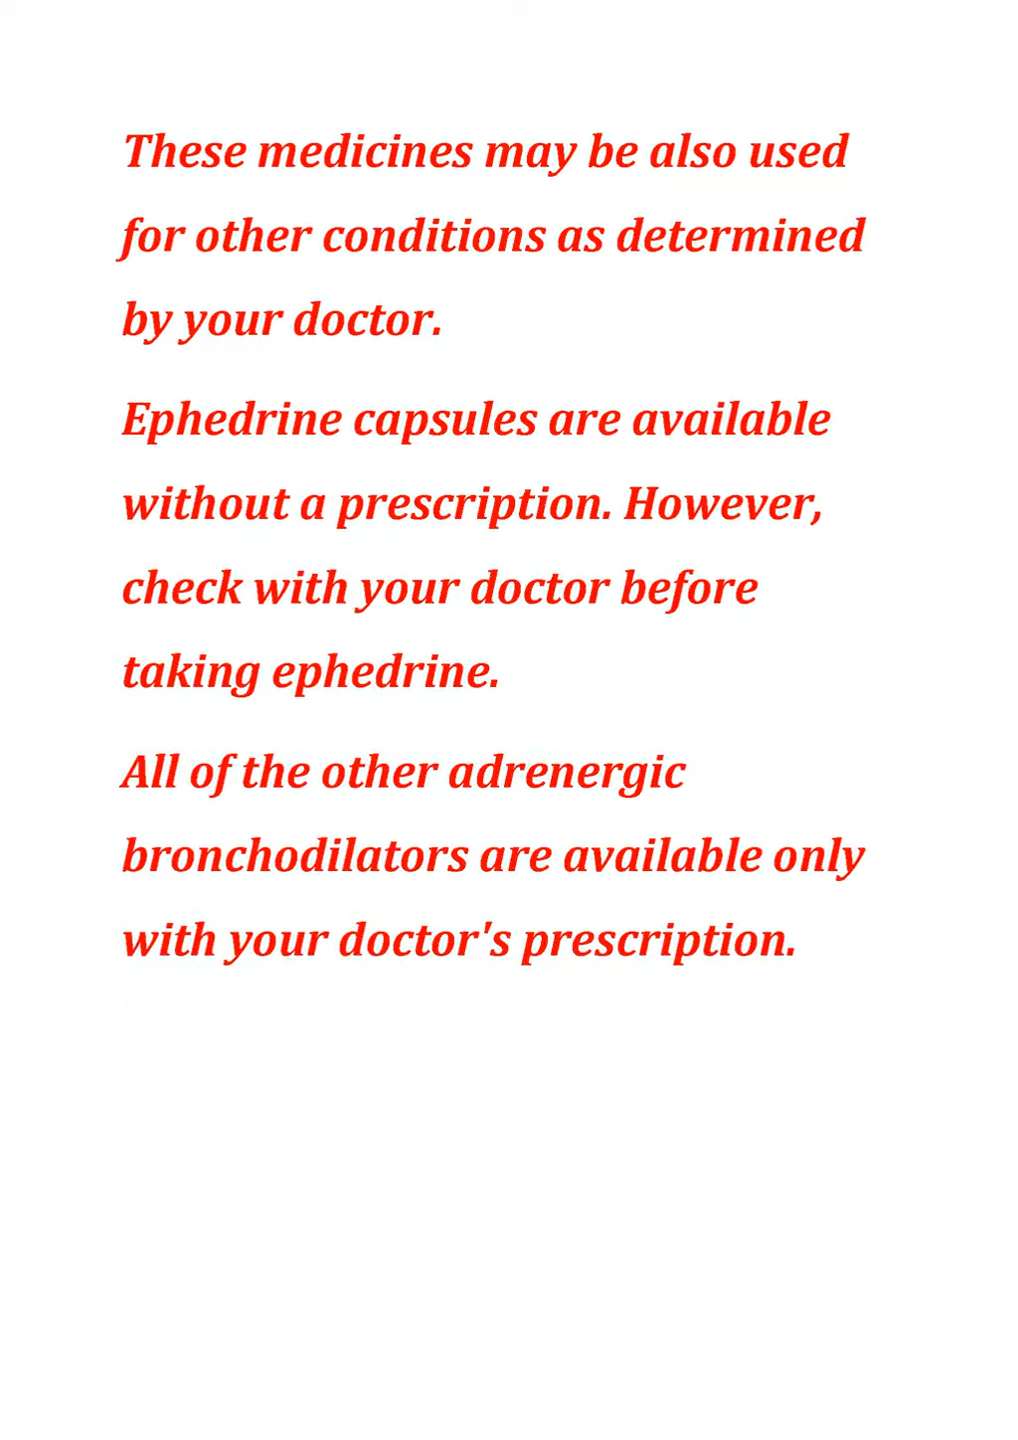 These medicines may be also used
for other conditions as determined
by your doctor.
Ephedrine capsules are available
without a prescription. However,
check with your doctor before
taking ephedrine.
All of the other adrenergic
bronchodilators are available only
with your doctor's prescription.